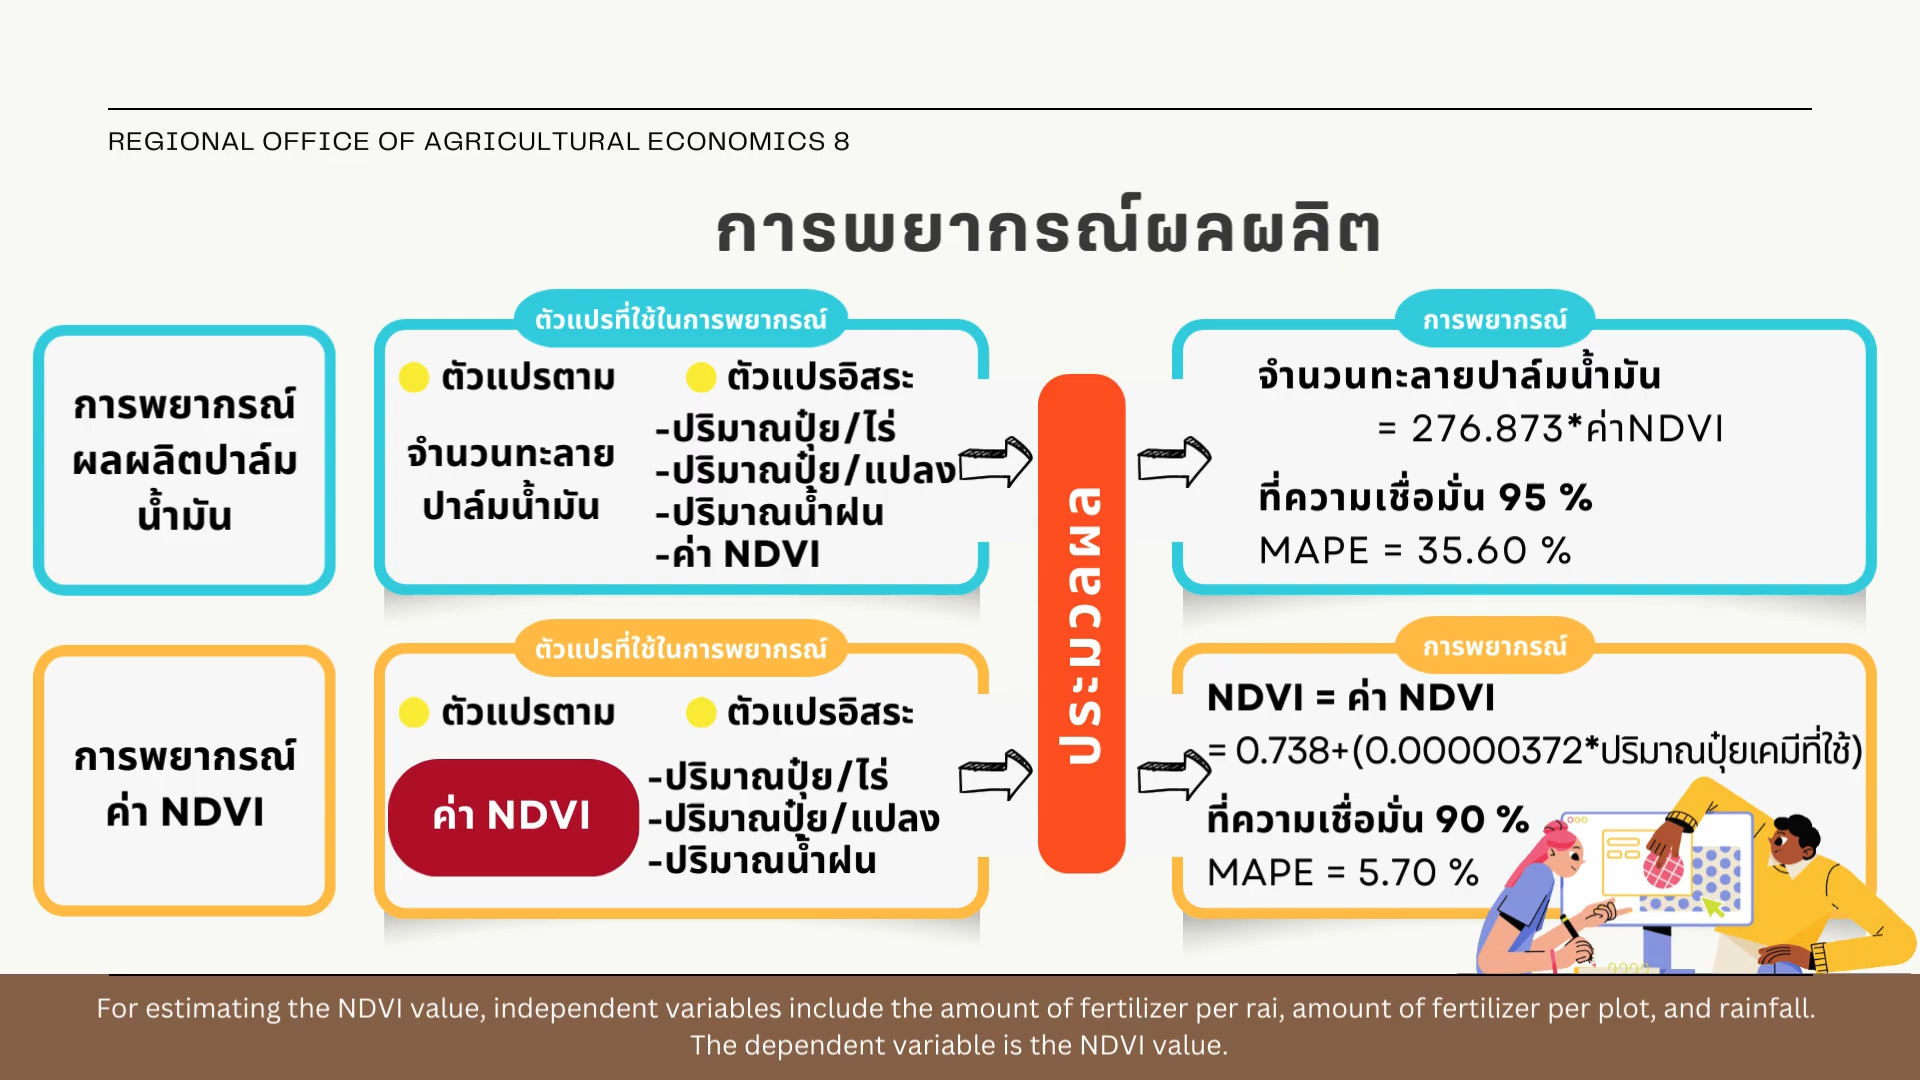 REGIONAL OFFICE OF AGRICULTURAL ECONOMICS 8
การพยากรณ์ผลผลิต
การพยากรณ์
ผลผลิตปาล์ม
น้ำมัน
ตัวแปรที่ใช้ในการพยากรณ์
ตัวแปรตาม
จำนวนทะลาย
ปาล์มน้ำมัน
ตัวแปรอิสระ
-ปริมาณปุ๋ย/ไร่
-ปริมาณปุ๋ย/แปลง
-ปริมาณน้ำฝน
-ค่า NDVI
ประมวลผล
การพยากรณ์
จำนวนทะลายปาล์มน้ำมัน
= 276.873*ค่าNDVI
ที่ความเชื่อมั่น 95 %
MAPE = 35.60 %
การพยากรณ์
ค่า NDVI
ตัวแปรที่ใช้ในการพยากรณ์
ตัวแปรตาม
ค่า NDVI
ตัวแปรอิสระ
-ปริมาณปุ๋ย/ไร่
-ปริมาณปุ๋ย/แปลง
-ปริมาณน้ำฝน
การพยากรณ์
NDVI = ค่า NDVI
= 0.738+(0.00000372*ปริมาณปุ๋ยเคมีที่ใช้)
ที่ความเชื่อมั่น 90 %
MAPE = 5.70 %
For estimating the NDVI value, independent variables include the amount of fertilizer per rai, amount of fertilizer per plot, and rainfall.
The dependent variable is the NDVI value.